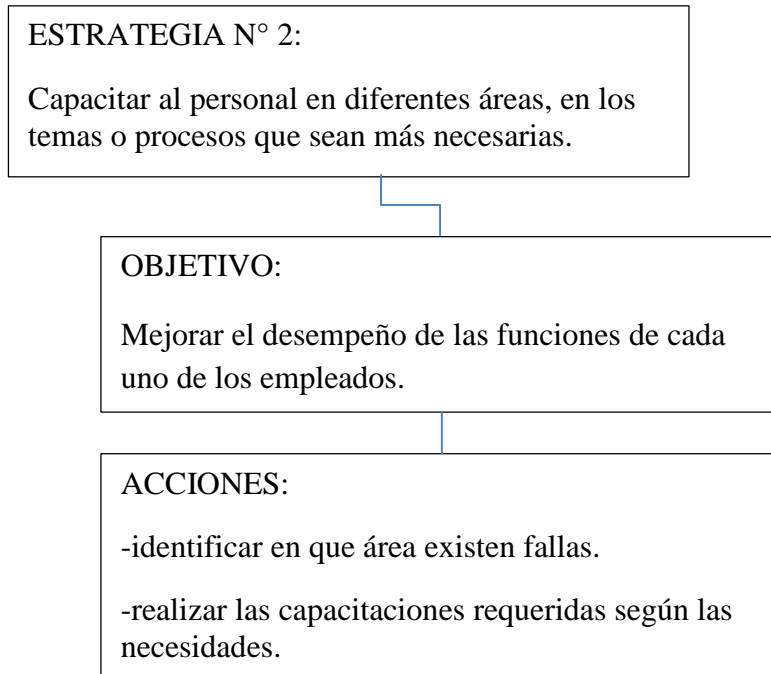 ESTRATEGIA N° 2:
Capacitar al personal en diferentes áreas, en los
temas o procesos que sean más necesarias.
OBJETIVO:
Mejorar el desempeño de las funciones de cada
uno de los empleados.
ACCIONES:
-identificar en que área existen fallas.
-realizar las capacitaciones requeridas según las
necesidades.